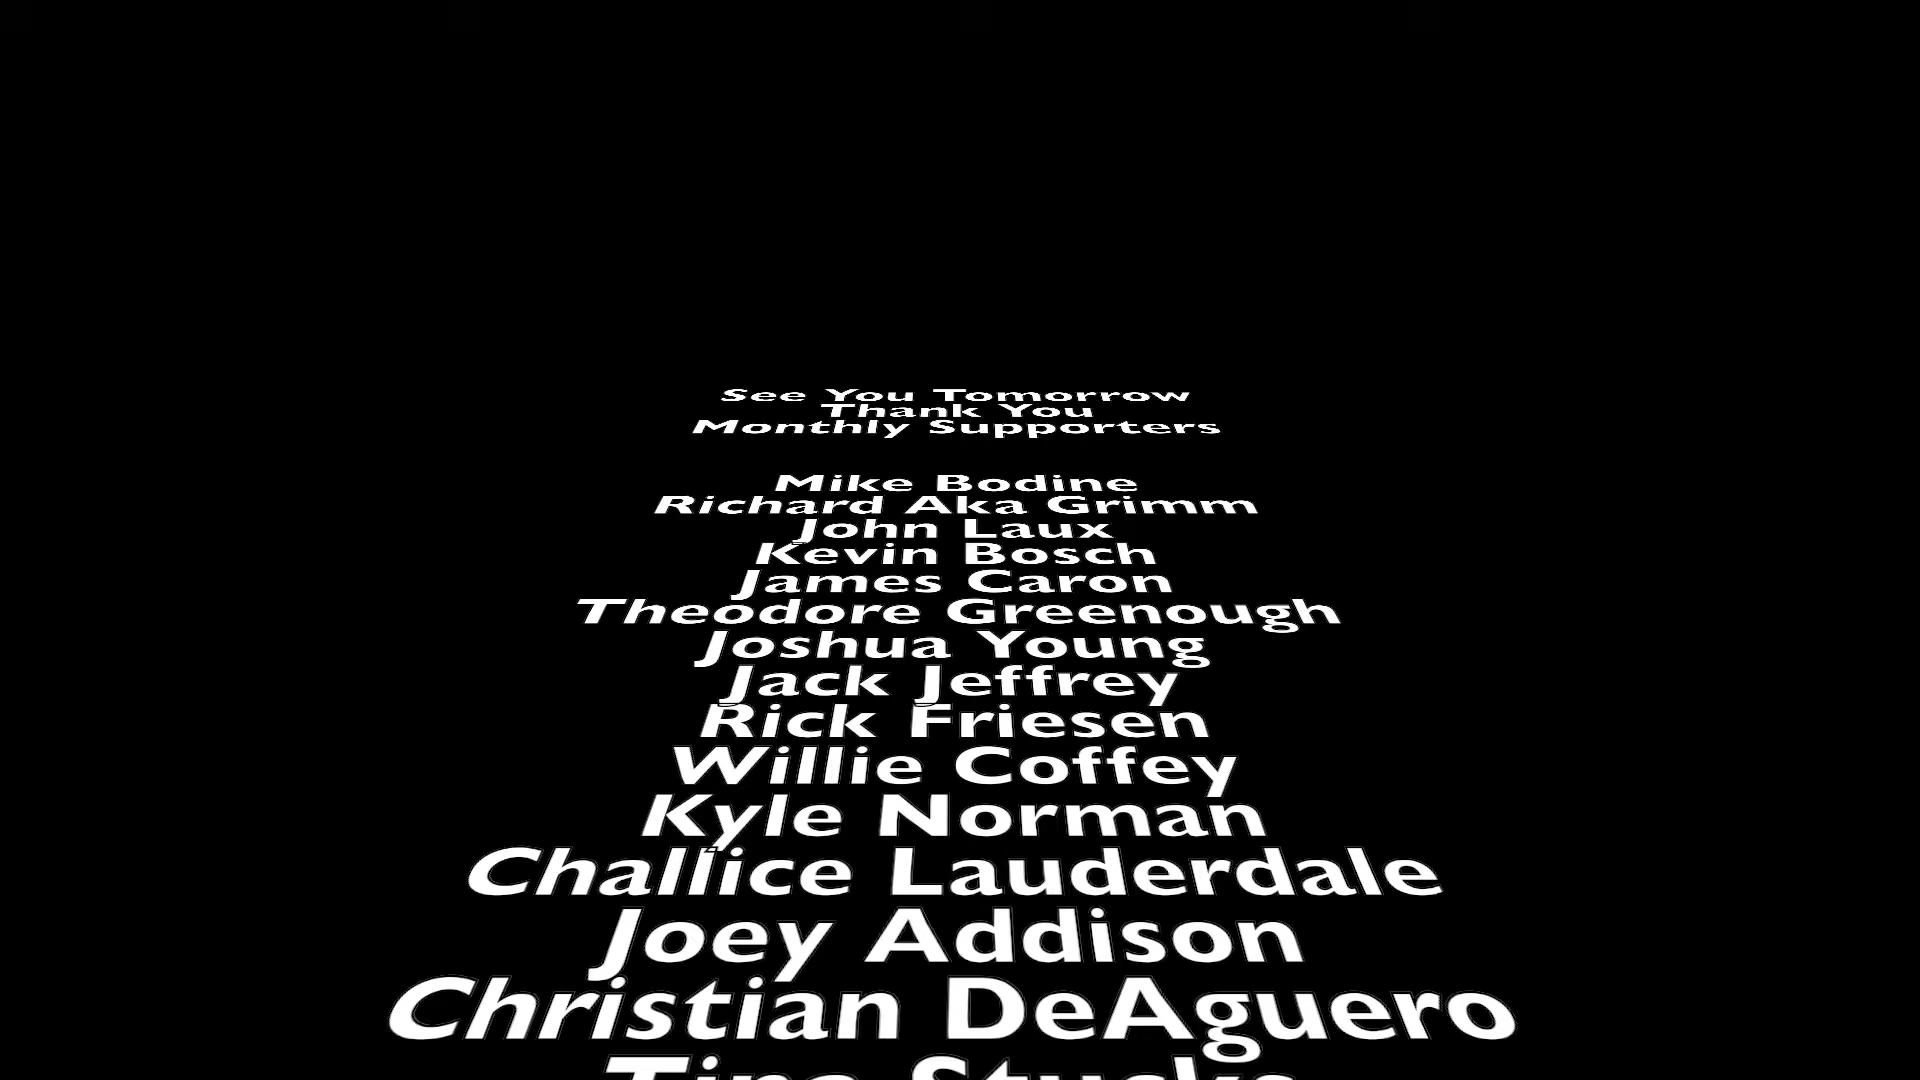 See You Tomorrow
Thank You
Monthly Supporters
Mike Bodine
Richard Aka Grimm
John Laux
Kevin Bosch
James Caron
Theodore Greenough
Joshua Young
Jack Jeffrey
Rick Friesen
Willie Coffey
Kyle Norman
Challice Lauderdale
Joey Addison
Christian DeAguero